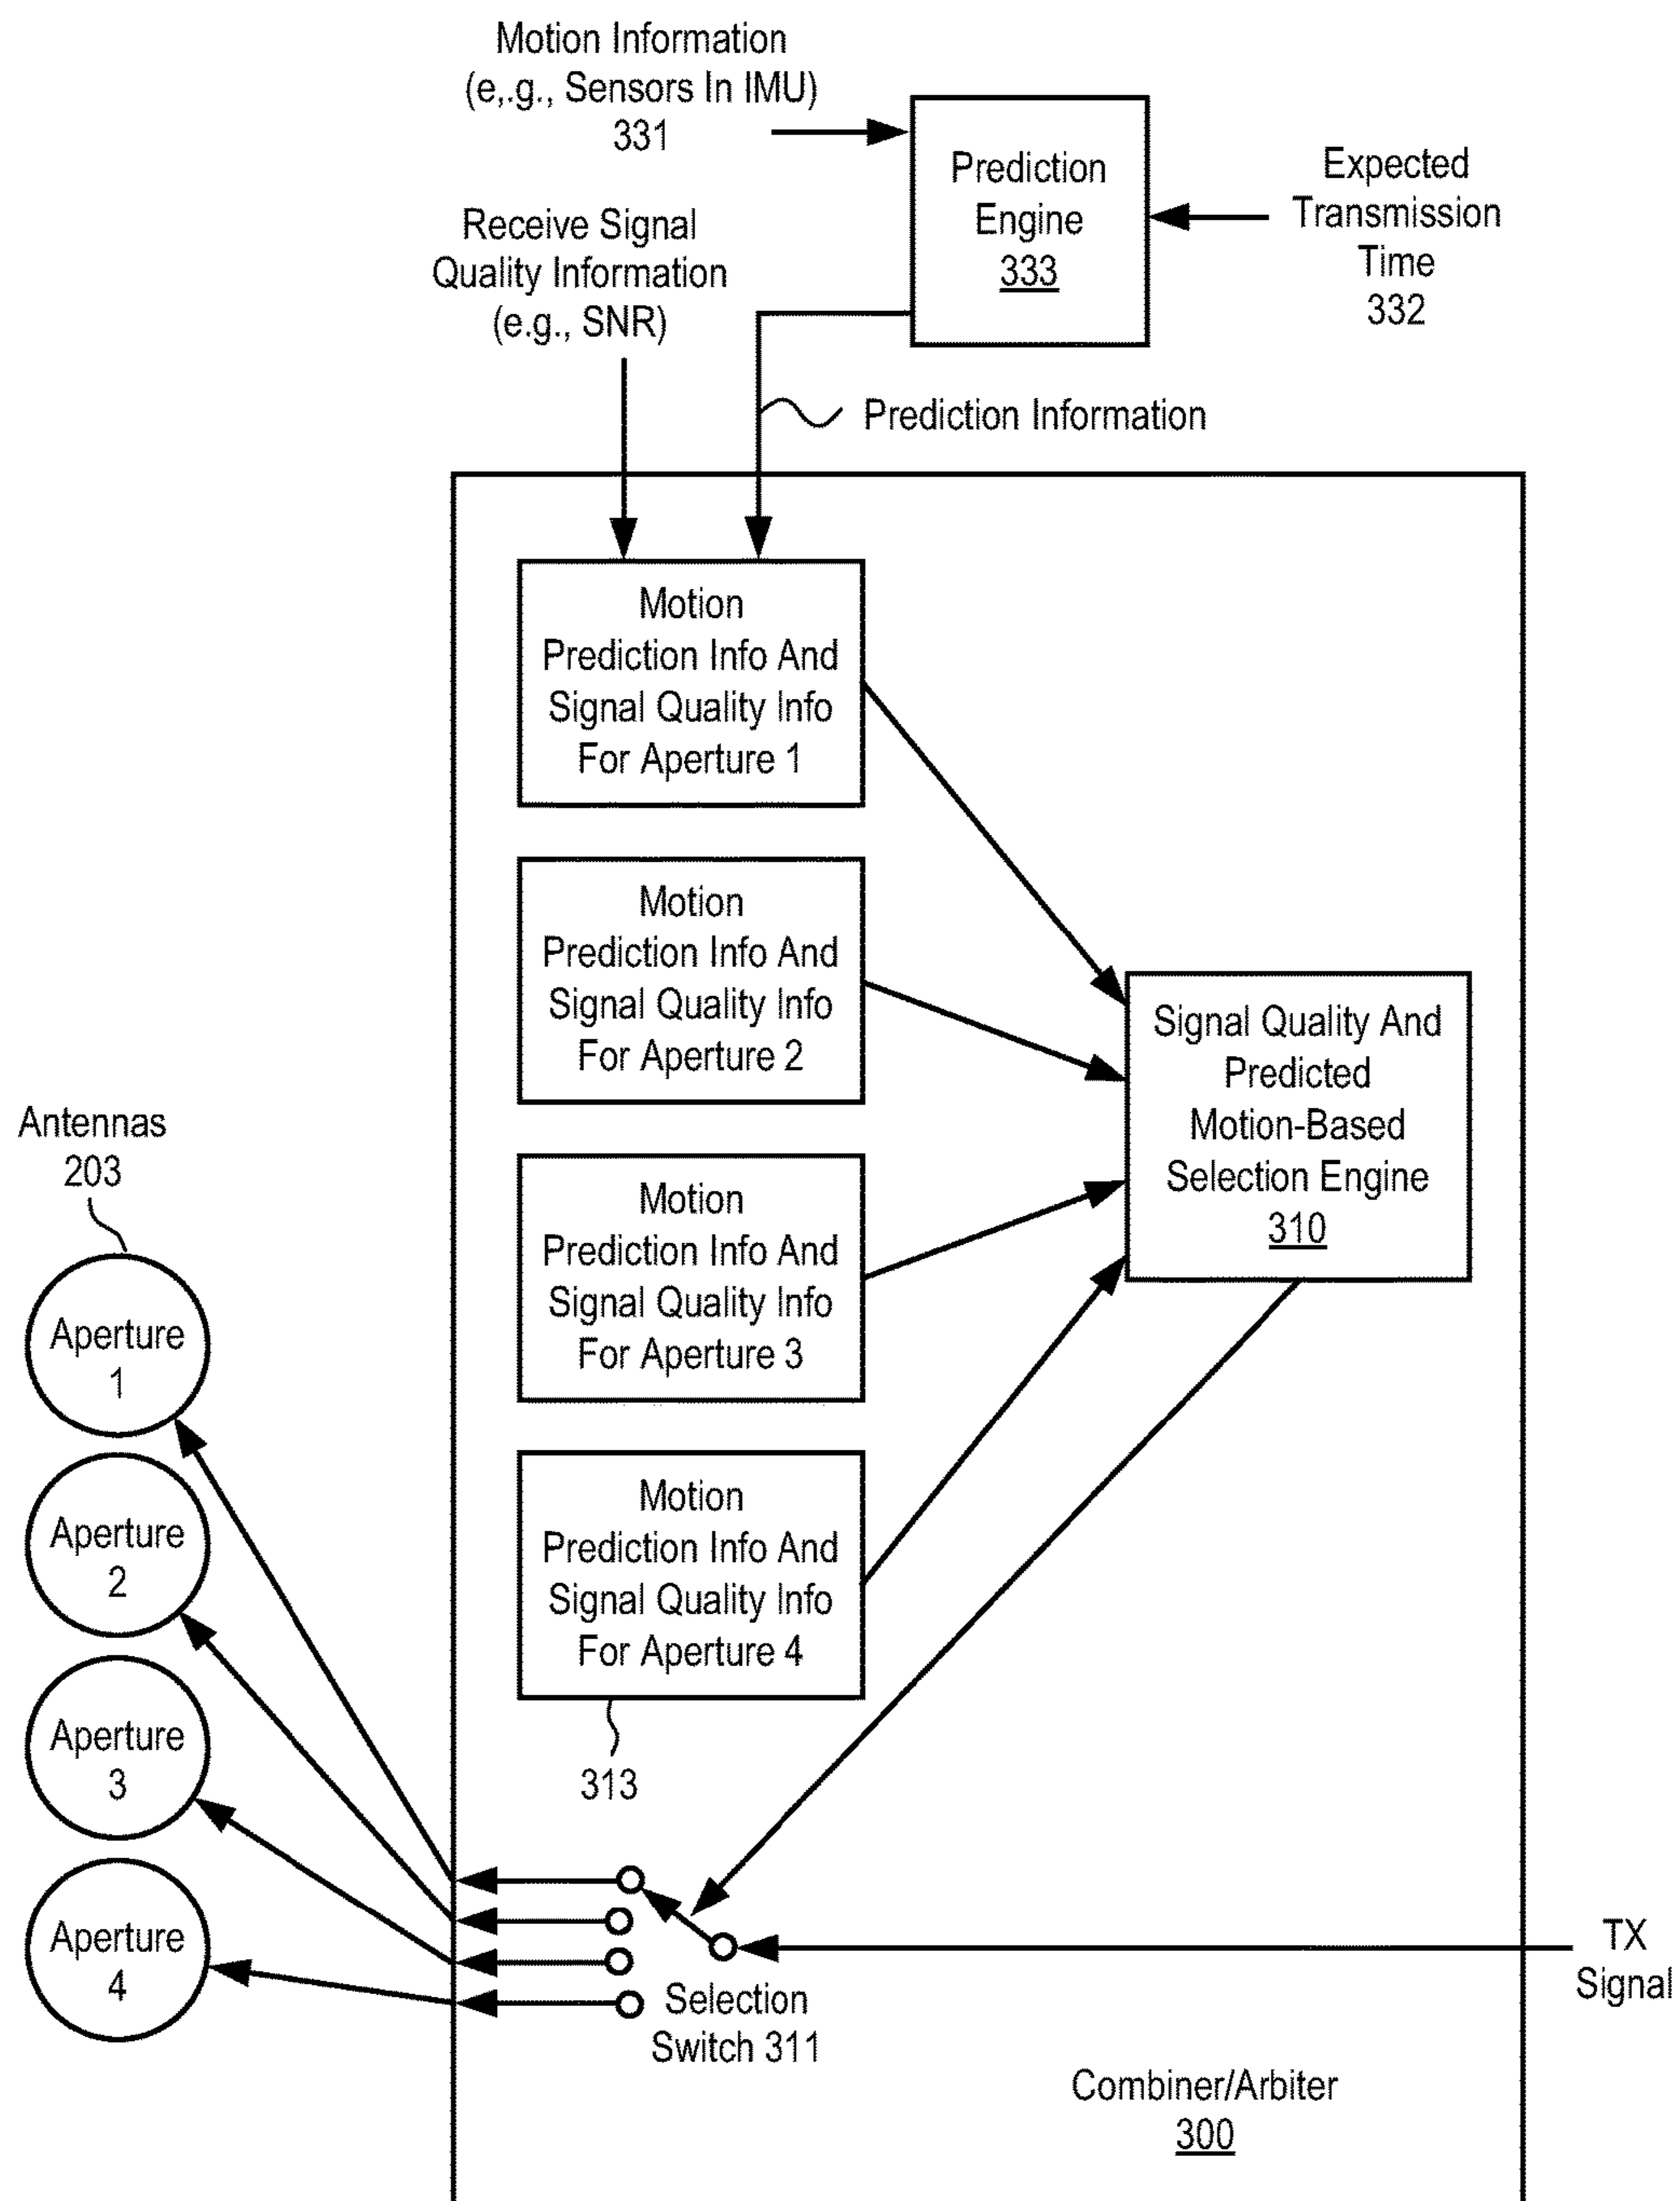 Motion Information
(e,.g., Sensors In IMU)
331
Prediction
Engine
333
Expected
Transmission
Time
332
Receive Signal
Quality Information
(e.g., SNR)
Prediction Information
Motion
Prediction Info And
Signal Quality Info
For Aperture 1
Motion
Prediction Info And
Signal Quality Info
For Aperture 2
Signal Quality And
Predicted
Motion-Based
Selection Engine
310
Motion
Prediction Info And
Signal Quality Info
For Aperture 3
Motion
Prediction Info And
Signal Quality Info
For Aperture 4
313
Antennas
203
Aperture
1
Aperture
2
Aperture
3
Aperture
4
Selection
Switch 311
TX
Signal
Combiner/Arbiter
300